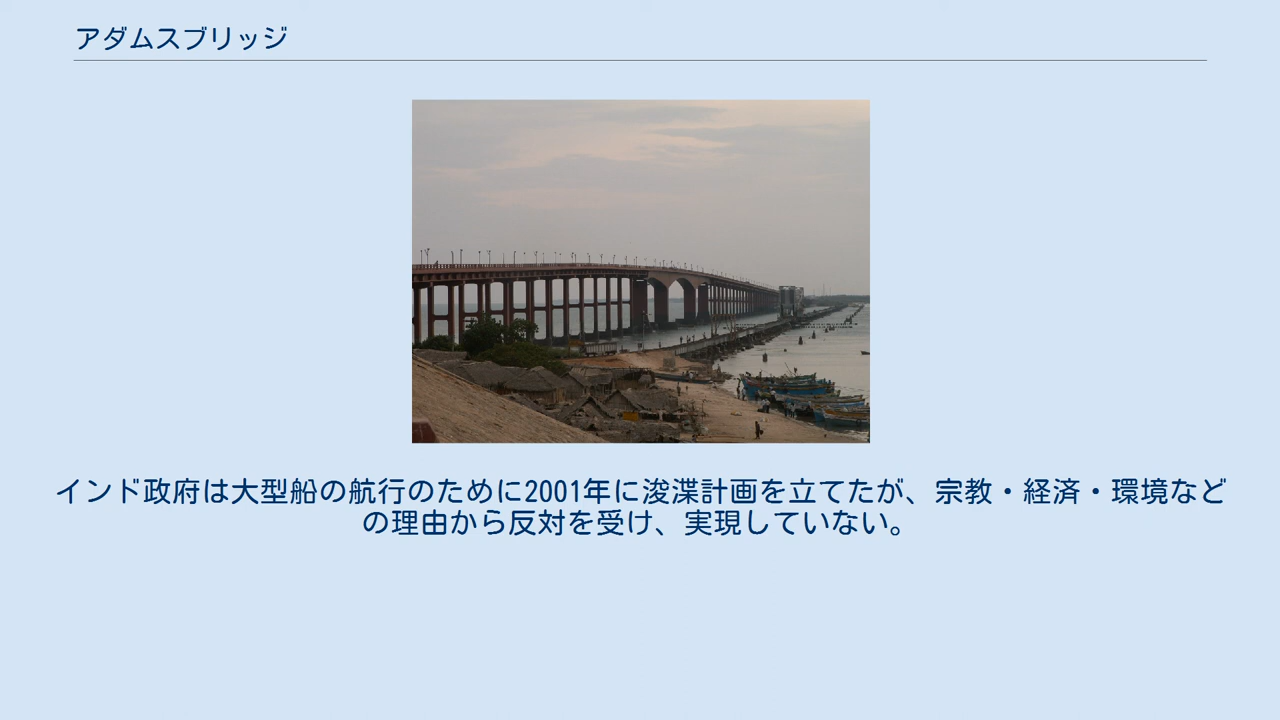 アダムスブリッジ
インド政府は大型船の航行のために2001年に浚渫計画を立てたが、宗教・経済・環境など
の理由から反対を受け、実現していない。